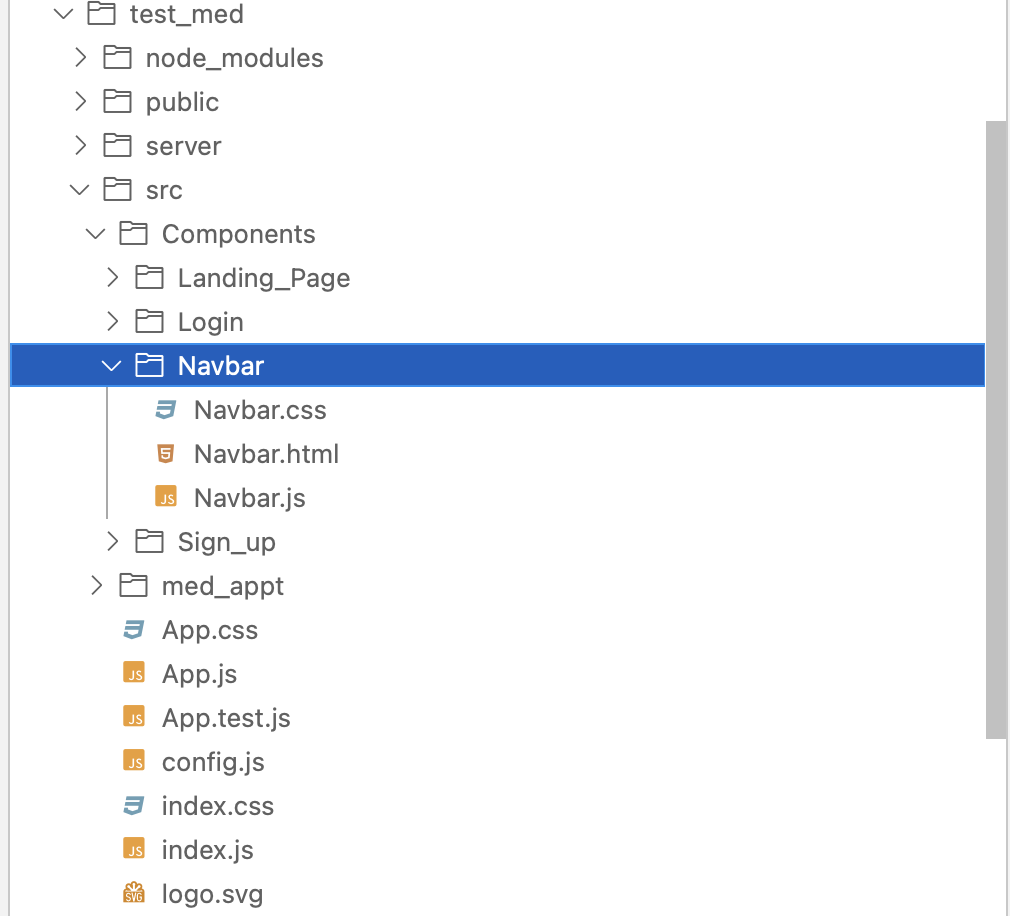 test_med
node_modules
public
server
src
Components
Landing_Page
Login
Navbar
Navbar.css
Navbar.html
Navbar.js
Sign_up
med_appt
App.css
App.js
App.test.js
config.js
index.css
index.js
logo.svg